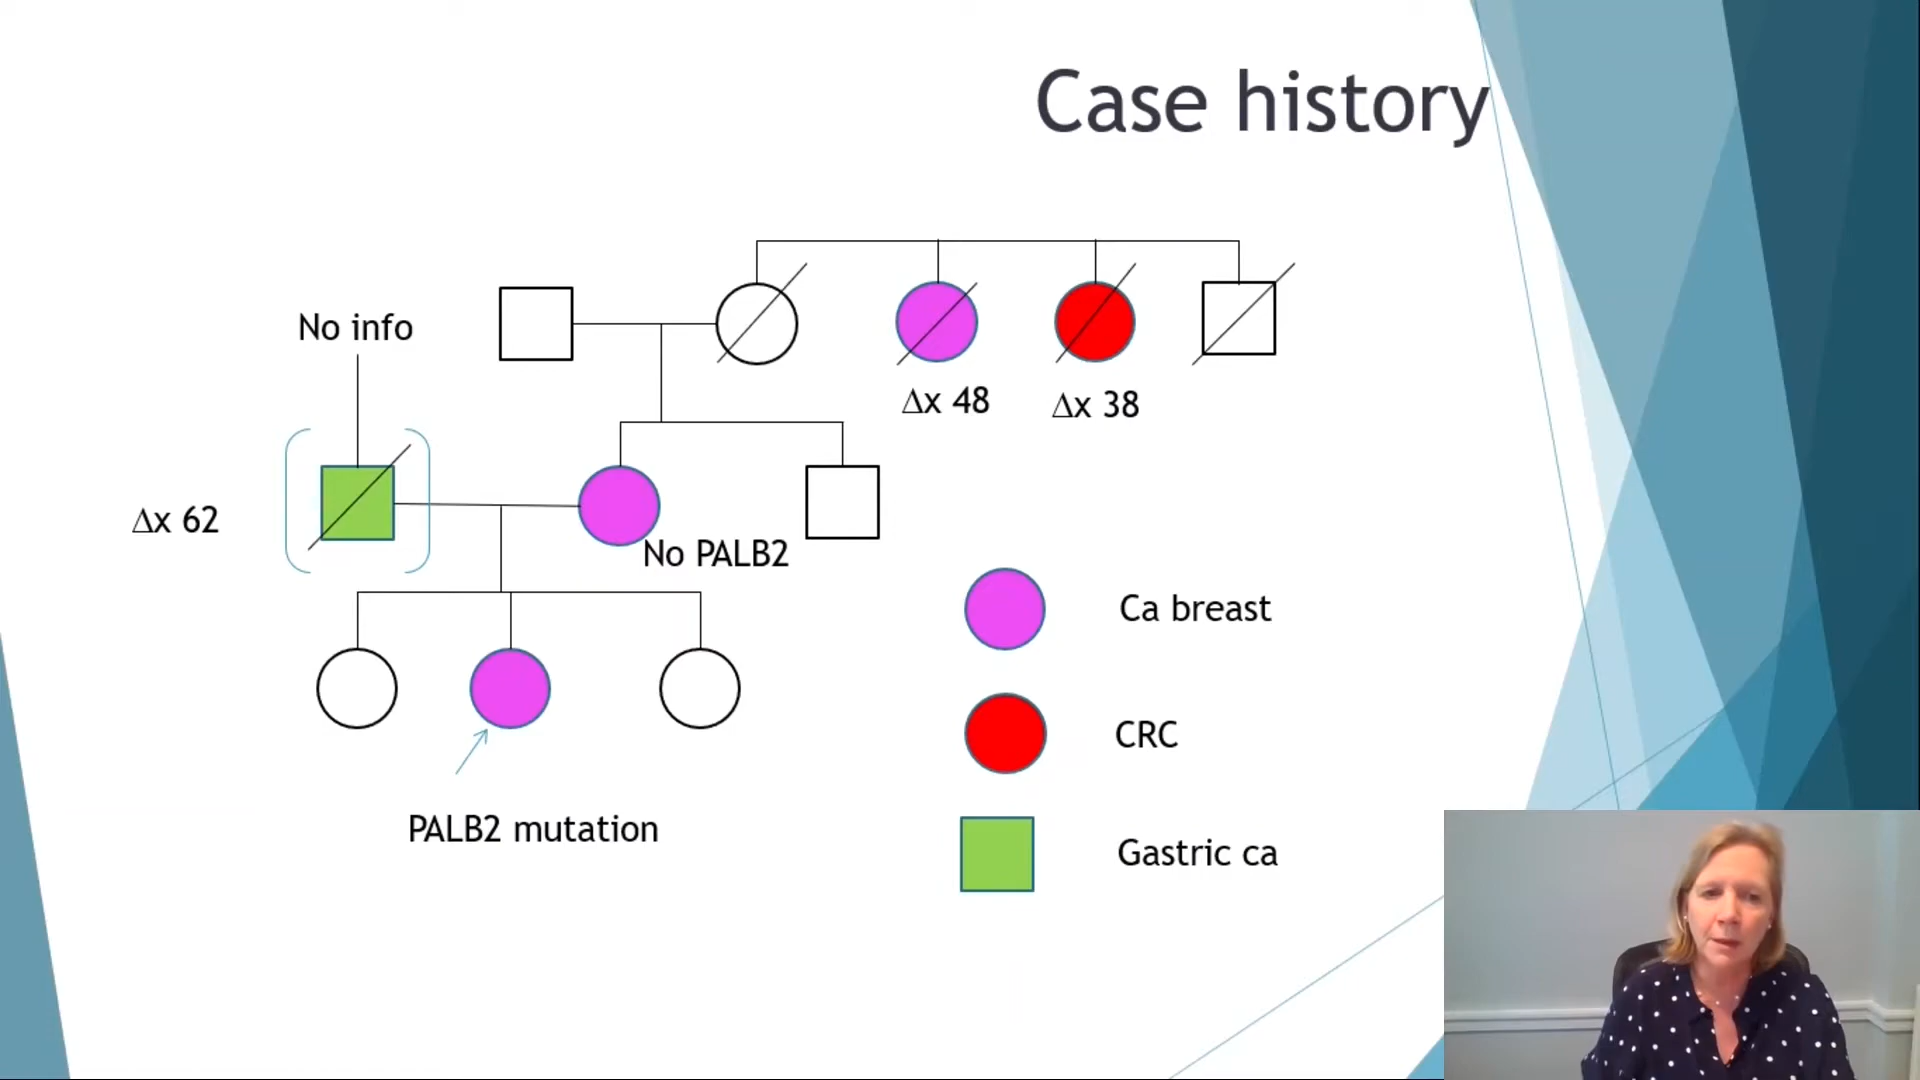 Case history
No info
Δx 48
Δx 38
Δx 62
No PALB2
Ca breast
CRC
PALB2 mutation
Gastric ca